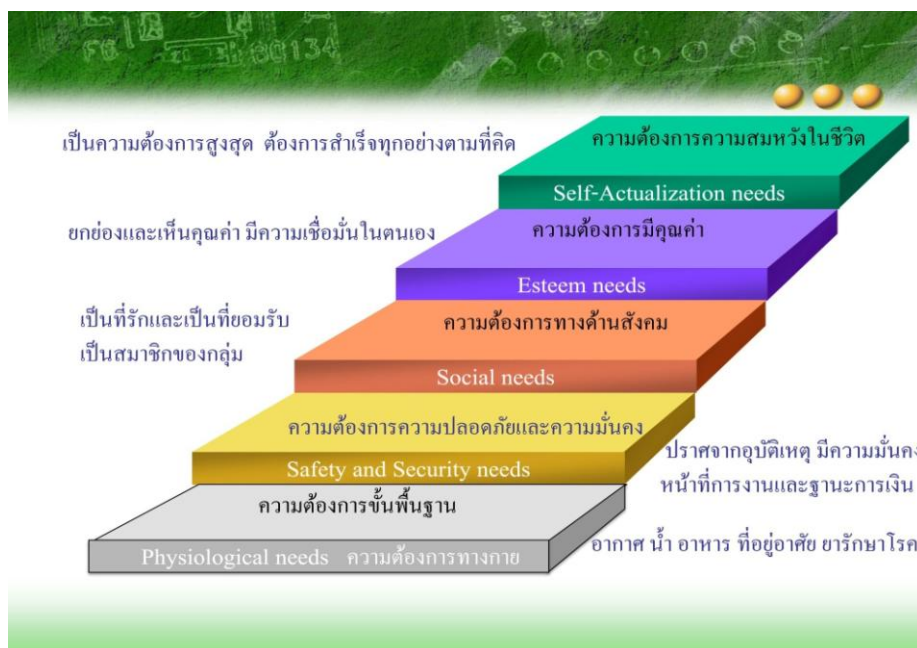 เป็นความต้องการสูงสุด ต้องการสำเร็จทุกอย่างตามที่คิด
ความต้องการความสมหวังในชีวิต
Self-Actualization needs
ยกย่องและเห็นคุณค่า มีความเชื่อมั่นในตนเอง
ความต้องการมีคุณค่า
Esteem needs
เป็นที่รักและเป็นที่ยอมรับ
เป็นสมาชิกของกลุ่ม
ความต้องการทางด้านสังคม
Social needs
ความต้องการความปลอดภัยและความมั่นคง
Safety and Security needs
ปราศจากอุบัติเหตุ มีความมั่นคง
หน้าที่การงานและฐานะการเงิน
ความต้องการขั้นพื้นฐาน
Physiological needs ความต้องการทางกาย
อากาศ น้ำ อาหาร ที่อยู่อาศัย ยารักษาโรค